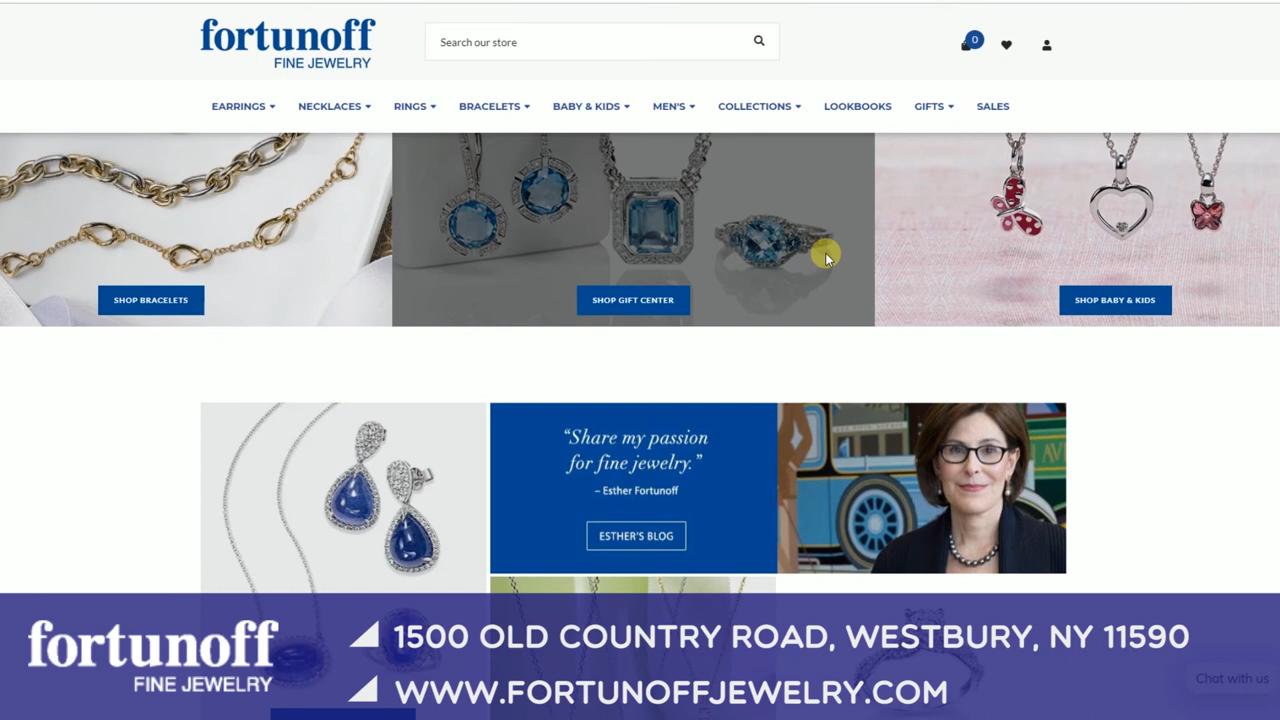 fortunoff
FINE JEWELRY
Search our store
0
EARRINGS NECKLACES RINGS BRACELETS BABY & KIDS MEN'S COLLECTIONS LOOKBOOKS GIFTS SALES
SHOP BRACELETS
SHOP GIFT CENTER
SHOP BABY & KIDS
“Share my passion
for fine jewelry.”
– Esther Fortunoff
ESTHER'S BLOG
fortunoff
FINE JEWELRY
1500 OLD COUNTRY ROAD, WESTBURY, NY 11590
WWW.FORTUNOFFJEWELRY.COM
Chat with us